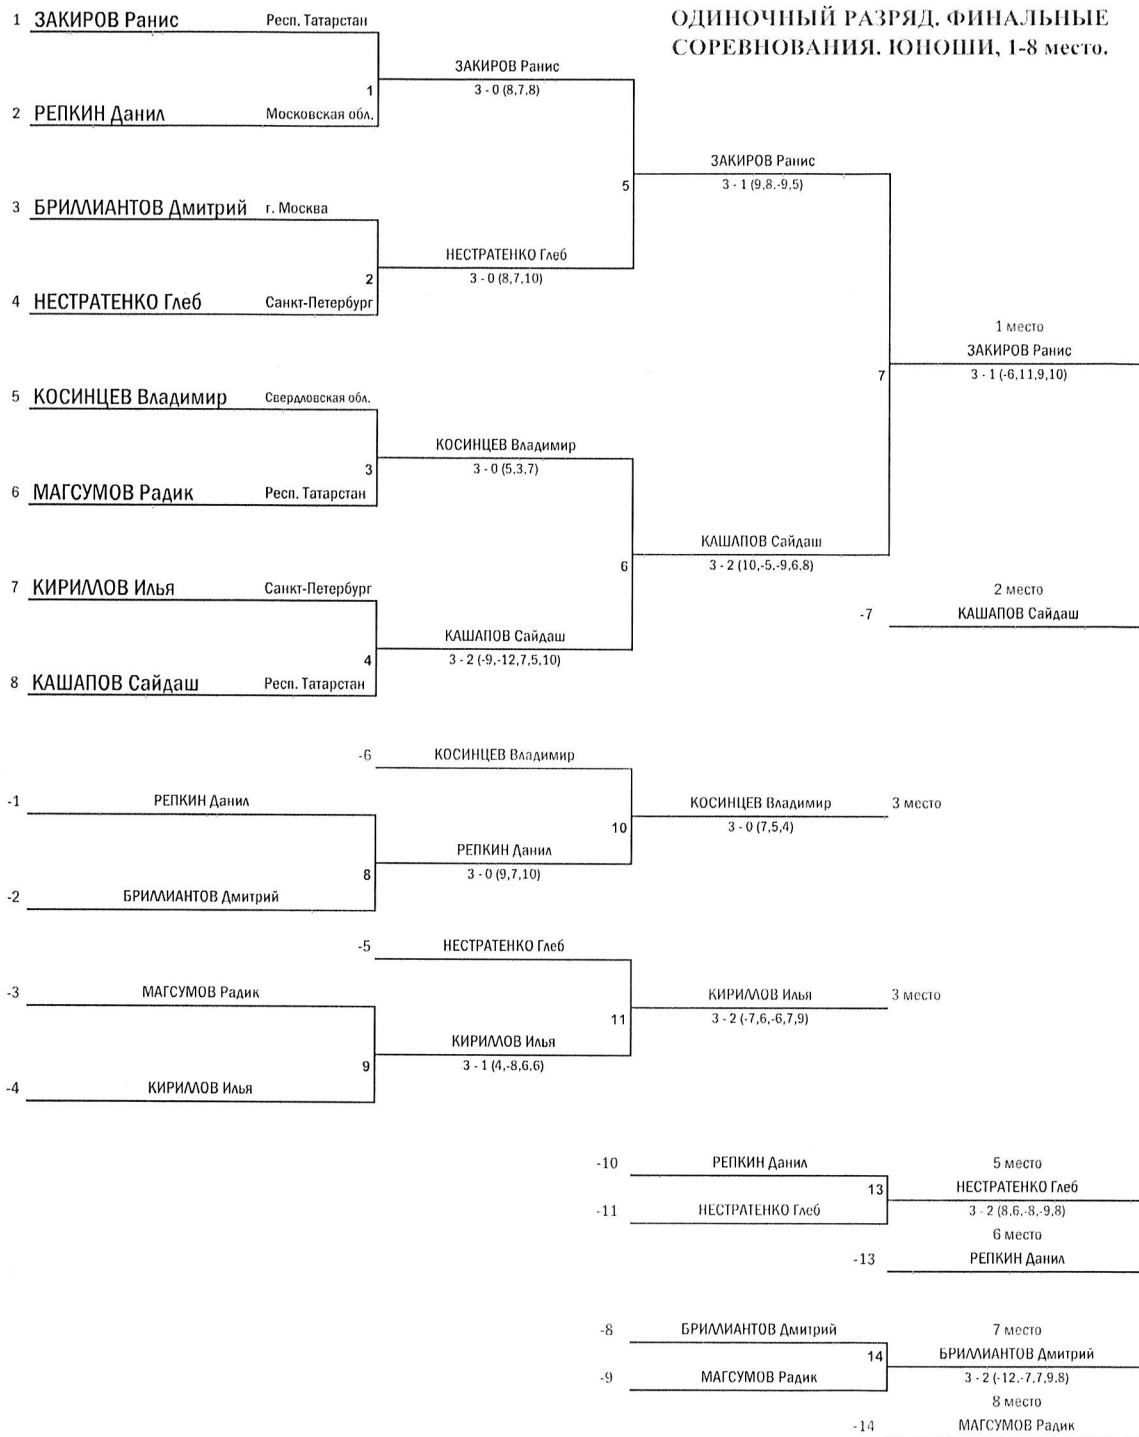 ОДИНОЧНЫЙ РАЗРЯД. ФИНАЛЬНЫЕ
СОРЕВНОВАНИЯ. ЮНОШИ, 1-8 место.
1 ЗАКИРОВ Ранис Респ. Татарстан
ЗАКИРОВ Ранис
1 3 - 0 (8,7,8)
2 РЕПКИН Данил Московская обл.
ЗАКИРОВ Ранис
5 3 - 1 (9,8,-9,5)
3 БРИЛЛИАНТОВ Дмитрий г. Москва
НЕСТРАТЕНКО Глеб
2 3 - 0 (8,7,10)
4 НЕСТРАТЕНКО Глеб Санкт-Петербург
1 место
ЗАКИРОВ Ранис
7 3 - 1 (-6,11,9,10)
5 КОСИНЦЕВ Владимир Свердловская обл.
КОСИНЦЕВ Владимир
3 3 - 0 (5,3,7)
6 МАГСУМОВ Радик Респ. Татарстан
КАШАПОВ Сайдаш
6 3 - 2 (10,-5,-9,6,8)
7 КИРИЛЛОВ Илья Санкт-Петербург
2 место
-7 КАШАПОВ Сайдаш
КАШАПОВ Сайдаш
4 3 - 2 (-9,-12,7,5,10)
8 КАШАПОВ Сайдаш Респ. Татарстан
-6 КОСИНЦЕВ Владимир
-1 РЕПКИН Данил
КОСИНЦЕВ Владимир 3 место
10 3 - 0 (7,5,4)
РЕПКИН Данил
8 3 - 0 (9,7,10)
-2 БРИЛЛИАНТОВ Дмитрий
-5 НЕСТРАТЕНКО Глеб
-3 МАГСУМОВ Радик
КИРИЛЛОВ Илья 3 место
11 3 - 2 (-7,6,-6,7,9)
КИРИЛЛОВ Илья
9 3 - 1 (4,-8,6,6)
-4 КИРИЛЛОВ Илья
-10 РЕПКИН Данил 5 место
13 НЕСТРАТЕНКО Глеб
-11 НЕСТРАТЕНКО Глеб 3 - 2 (8,6,-8,-9,8)
6 место
-13 РЕПКИН Данил
-8 БРИЛЛИАНТОВ Дмитрий 7 место
14 БРИЛЛИАНТОВ Дмитрий
-9 МАГСУМОВ Радик 3 - 2 (-12,-7,7,9,8)
8 место
-14 МАГСУМОВ Радик